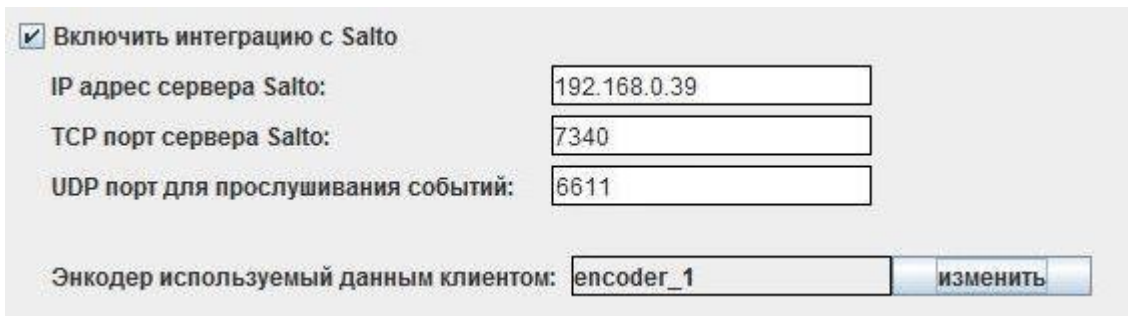 Включить интеграцию с Salto
IP адрес сервера Salto: 192.168.0.39
TCP порт сервера Salto: 7340
UDP порт для прослушивания событий: 6611
Энкодер используемый данным клиентом: encoder_1 изменить